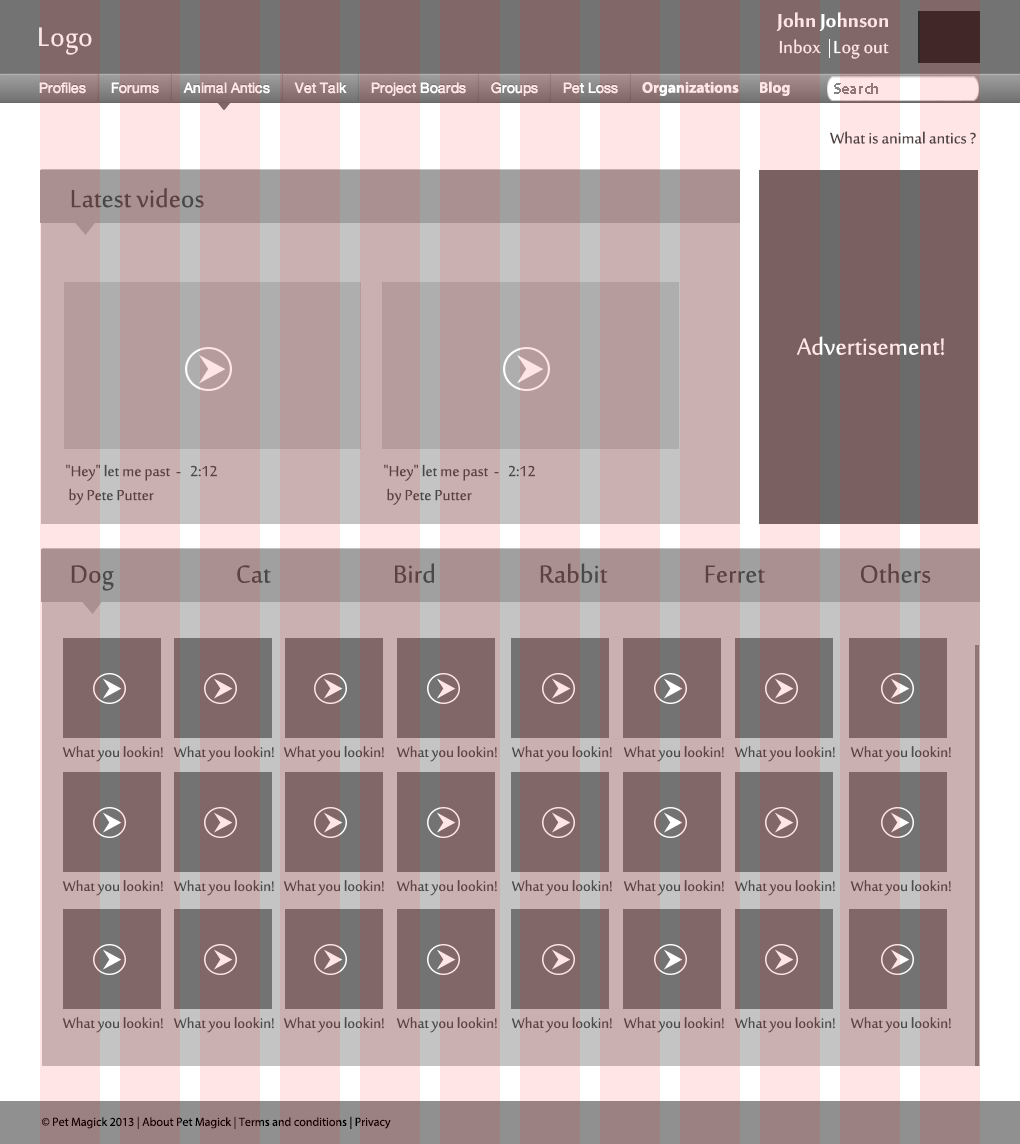 Logo
John Johnson
Inbox |Log out
Profiles Forums Animal Antics Vet Talk Project Boards Groups Pet Loss Organizations Blog Search
What is animal antics ?
Latest videos
Advertisement!
"Hey" let me past - 2:12 "Hey" let me past - 2:12
by Pete Putter by Pete Putter
Dog Cat Bird Rabbit Ferret Others
What you lookin! What you lookin! What you lookin! What you lookin! What you lookin! What you lookin! What you lookin! What you lookin!
What you lookin! What you lookin! What you lookin! What you lookin! What you lookin! What you lookin! What you lookin! What you lookin!
What you lookin! What you lookin! What you lookin! What you lookin! What you lookin! What you lookin! What you lookin! What you lookin!
© Pet Magick 2013 | About Pet Magick | Terms and conditions | Privacy